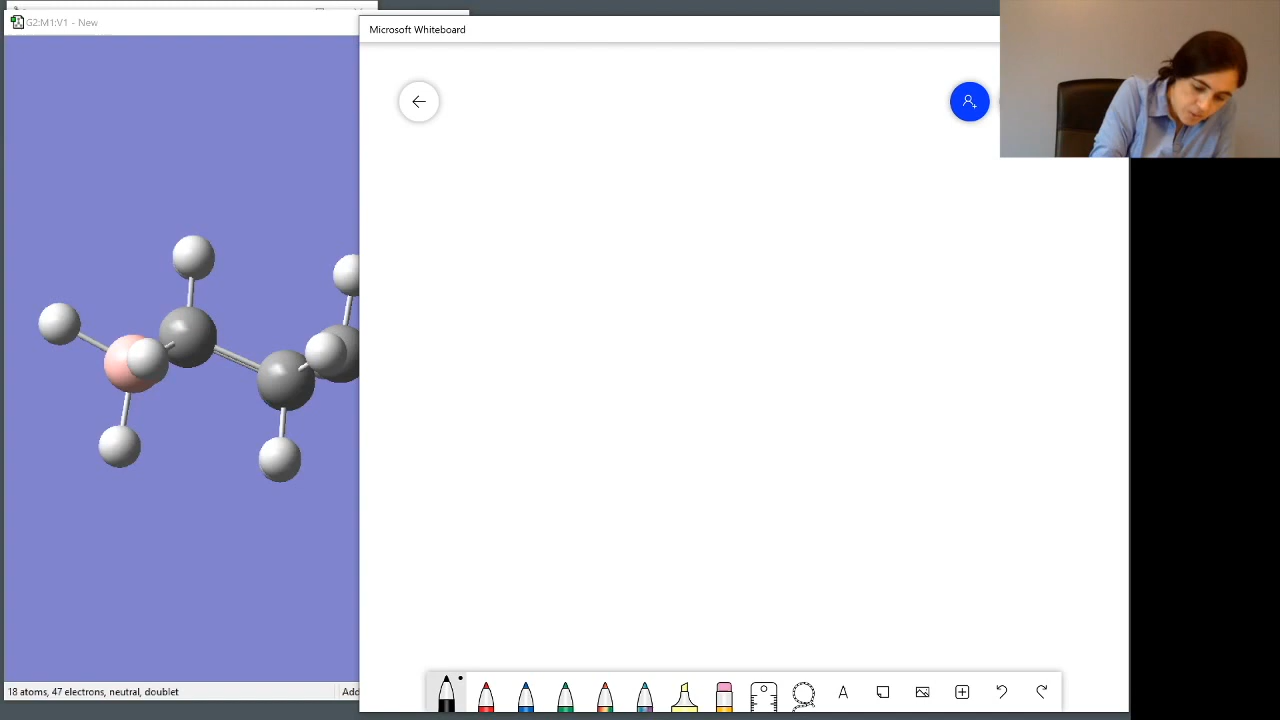 G2:M1:V1 - New
Microsoft Whiteboard
A
18 atoms, 47 electrons, neutral, doublet
Add